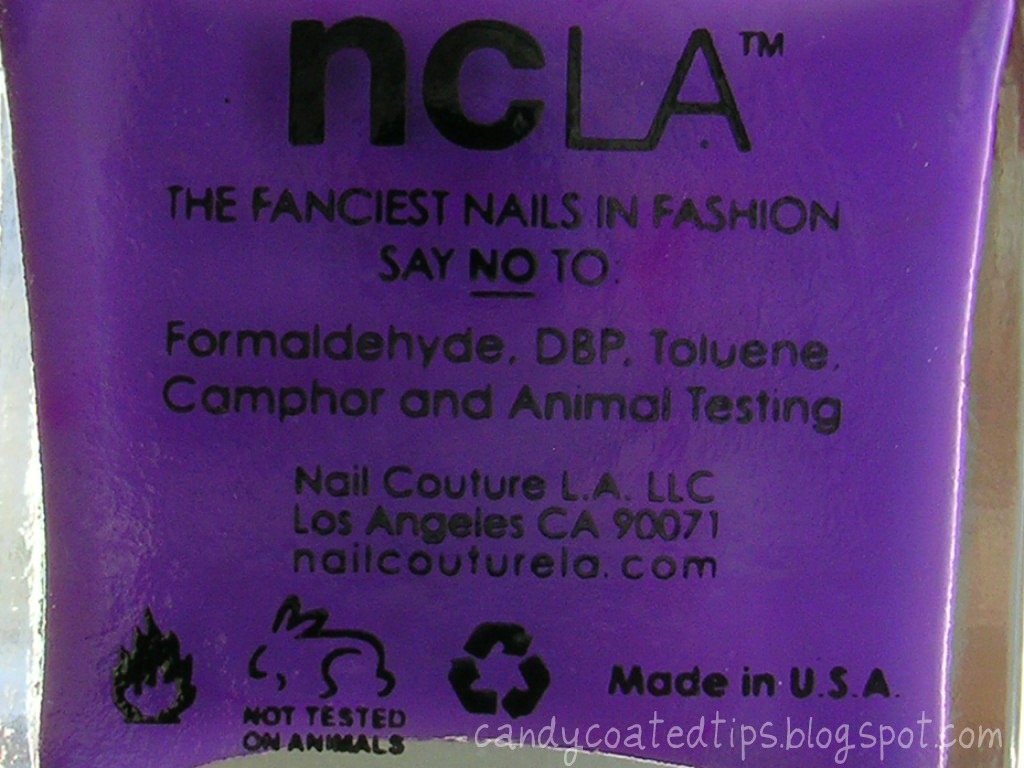 ncLA™
THE FANCIEST NAILS IN FASHION
SAY NO TO:
Formaldehyde, DBP, Toluene,
Camphor and Animal Testing
Nail Couture L.A. LLC
Los Angeles CA 90071
nailcouturela.com
NOT TESTED
ON ANIMALS
Made in U.S.A.
candycoatedtips.blogspot.com